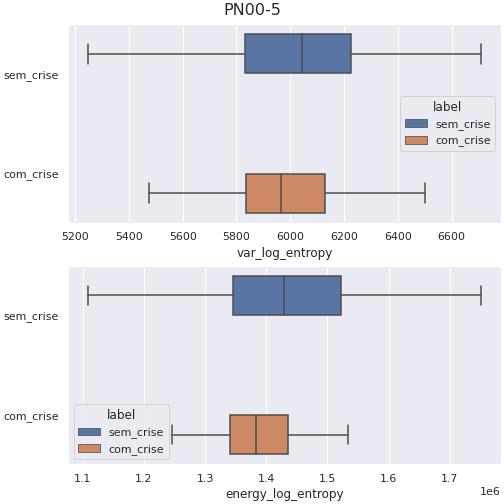 PN00-5
sem_crise
com_crise
label
sem_crise
com_crise
5200 5400 5600 5800 6000 6200 6400 6600
var_log_entropy
sem_crise
com_crise
label
sem_crise
com_crise
1.1 1.2 1.3 1.4 1.5 1.6 1.7
1e6
energy_log_entropy